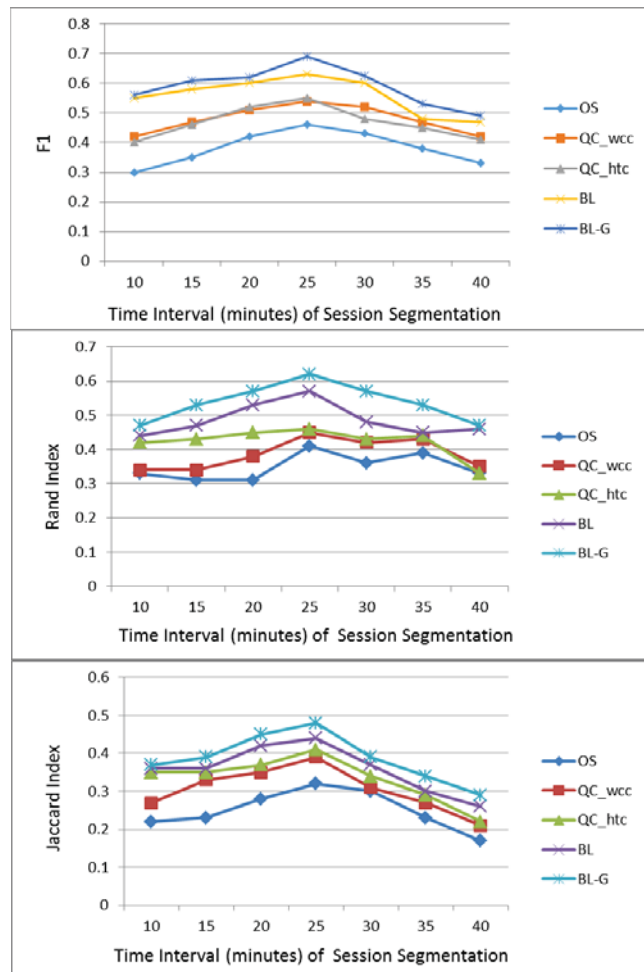 0.8
0.7
0.6
0.5
0.4
0.3
0.2
0.1
0
F1
10 15 20 25 30 35 40
Time Interval (minutes) of Session Segmentation
OS
QC_wcc
QC_htc
BL
BL-G
0.7
0.6
0.5
0.4
0.3
0.2
0.1
0
Rand Index
10 15 20 25 30 35 40
Time Interval (minutes) of Session Segmentation
OS
QC_wcc
QC_htc
BL
BL-G
0.6
0.5
0.4
0.3
0.2
0.1
0
Jaccard Index
10 15 20 25 30 35 40
Time Interval (minutes) of Session Segmentation
OS
QC_wcc
QC_htc
BL
BL-G